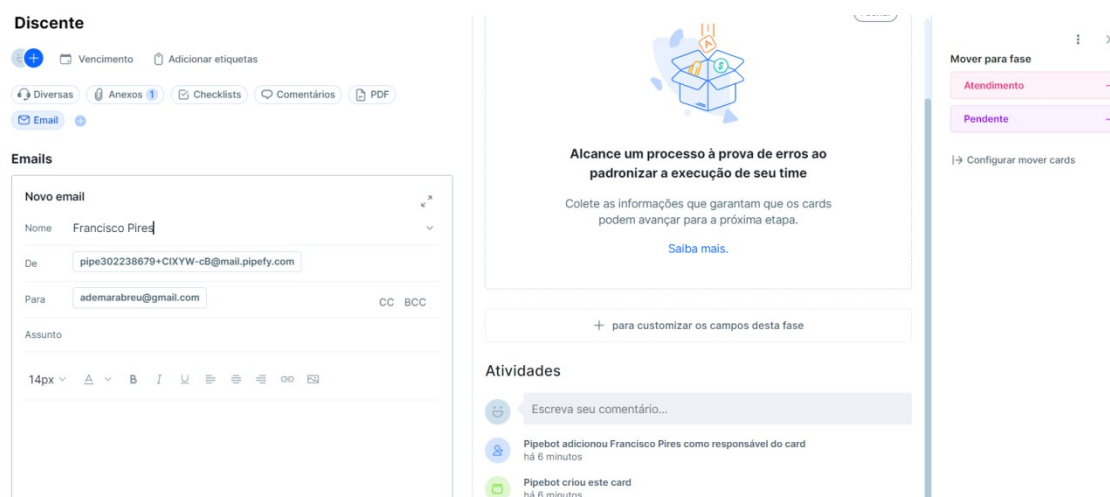 Discente
Vencimento
Adicionar etiquetas
Diversas
Anexos 1
Checklists
Comentários
PDF
Email
Emails
Novo email
Nome Francisco Pires
De pipe302238679+CIXYW-cB@mail.pipefy.com
Para ademarabreu@gmail.com CC BCC
Assunto
14px A B I U
Alcance um processo à prova de erros ao
padronizar a execução de seu time
Colete as informações que garantam que os cards
podem avançar para a próxima etapa.
Saiba mais.
+ para customizar os campos desta fase
Atividades
Escreva seu comentário...
Pipebot adicionou Francisco Pires como responsável do card
há 6 minutos
Pipebot criou este card
há 6 minutos
Mover para fase
Atendimento
Pendente
Configurar mover cards